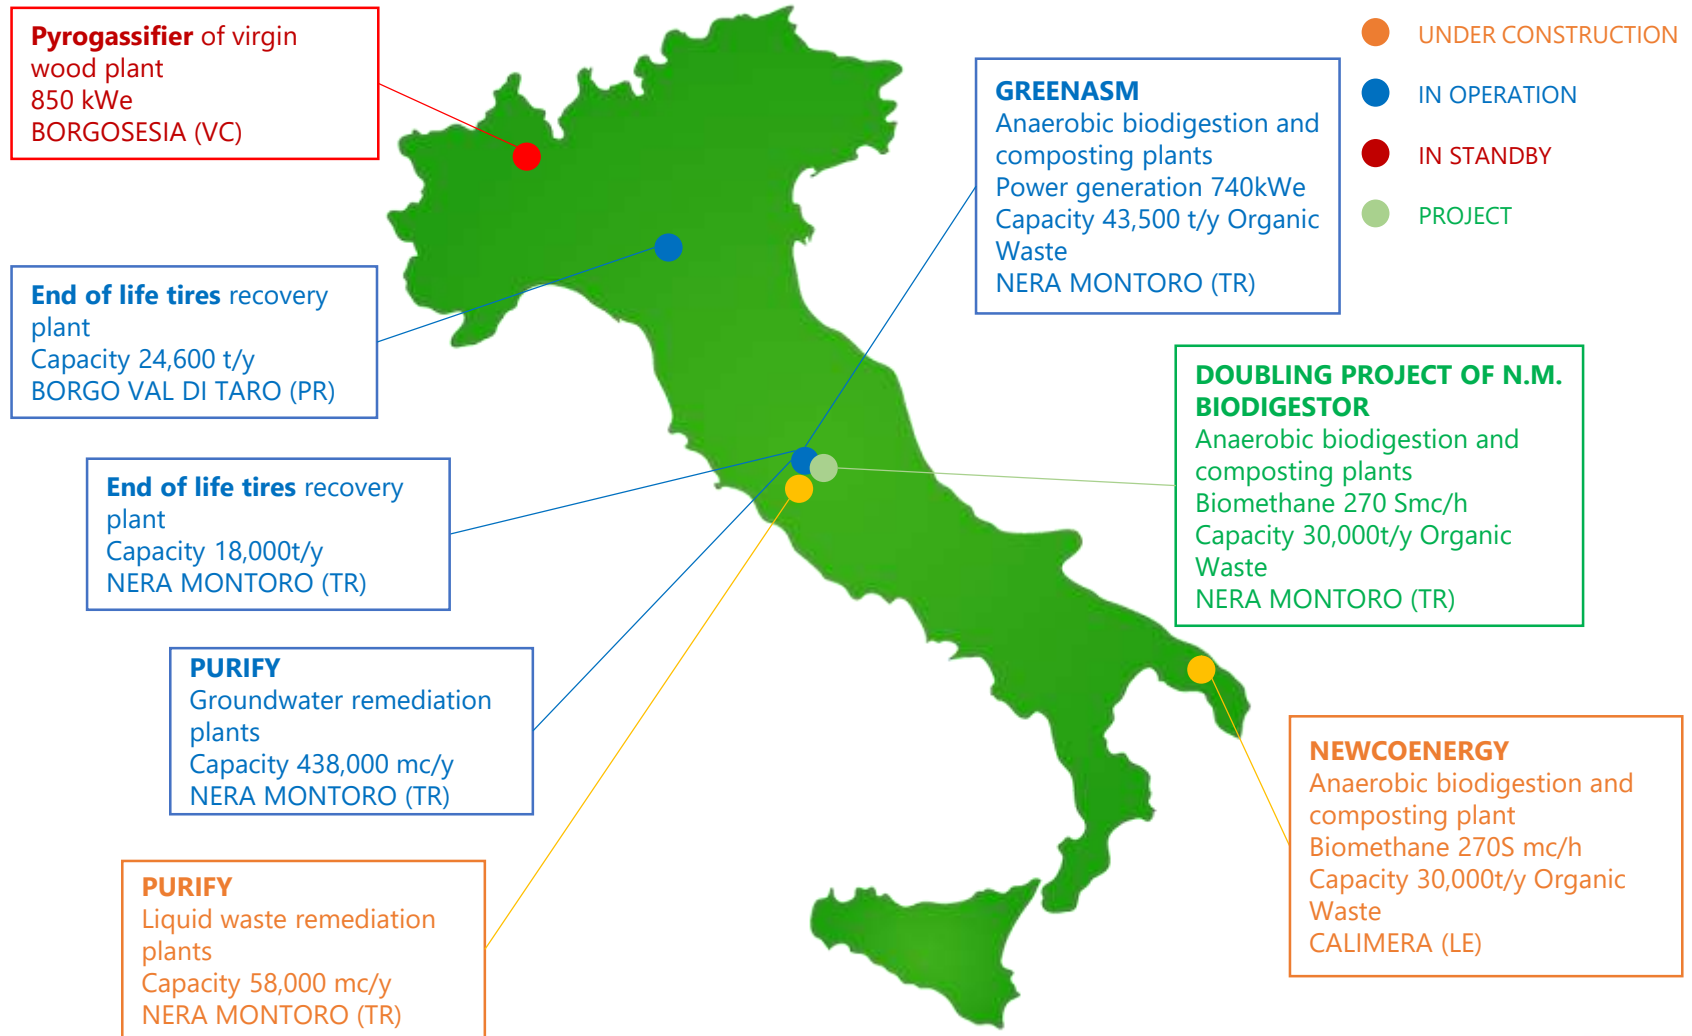 Pyrogassifier of virgin
wood plant
850 kWe
BORGOSESIA (VC)
End of life tires recovery
plant
Capacity 24,600 t/y
BORGO VAL DI TARO (PR)
End of life tires recovery
plant
Capacity 18,000t/y
NERA MONTORO (TR)
PURIFY
Groundwater remediation
plants
Capacity 438,000 mc/y
NERA MONTORO (TR)
PURIFY
Liquid waste remediation
plants
Capacity 58,000 mc/y
NERA MONTORO (TR)
GREENASM
Anaerobic biodigestion and
composting plants
Power generation 740kWe
Capacity 43,500 t/y Organic
Waste
NERA MONTORO (TR)
UNDER CONSTRUCTION
IN OPERATION
IN STANDBY
PROJECT
DOUBLING PROJECT OF N.M.
BIODIGESTOR
Anaerobic biodigestion and
composting plants
Biomethane 270 Smc/h
Capacity 30,000t/y Organic
Waste
NERA MONTORO (TR)
NEWCOENERGY
Anaerobic biodigestion and
composting plant
Biomethane 270S mc/h
Capacity 30,000t/y Organic
Waste
CALIMERA (LE)